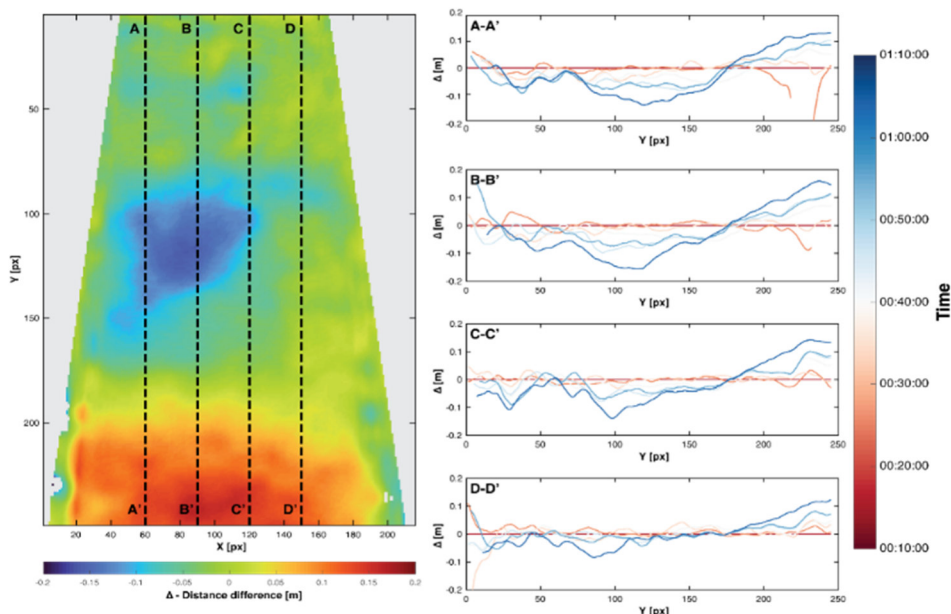 A B C D
50
100
150
200
Y [px]
A' B' C' D'
20 40 60 80 100 120 140 160 180 200
X [px]
-0.2 -0.15 -0.1 -0.05 0 0.05 0.1 0.15 0.2
Δ - Distance difference [m]
A-A'
0.2
0.1
0
-0.1
-0.2
Δ [m]
0 50 100 150 200 250
Y [px]
B-B'
0.2
0.1
0
-0.1
-0.2
Δ [m]
0 50 100 150 200 250
Y [px]
C-C'
0.2
0.1
0
-0.1
-0.2
Δ [m]
0 50 100 150 200 250
Y [px]
D-D'
0.2
0.1
0
-0.1
-0.2
Δ [m]
0 50 100 150 200 250
Y [px]
01:10:00
01:00:00
00:50:00
00:40:00
00:30:00
00:20:00
00:10:00
Time